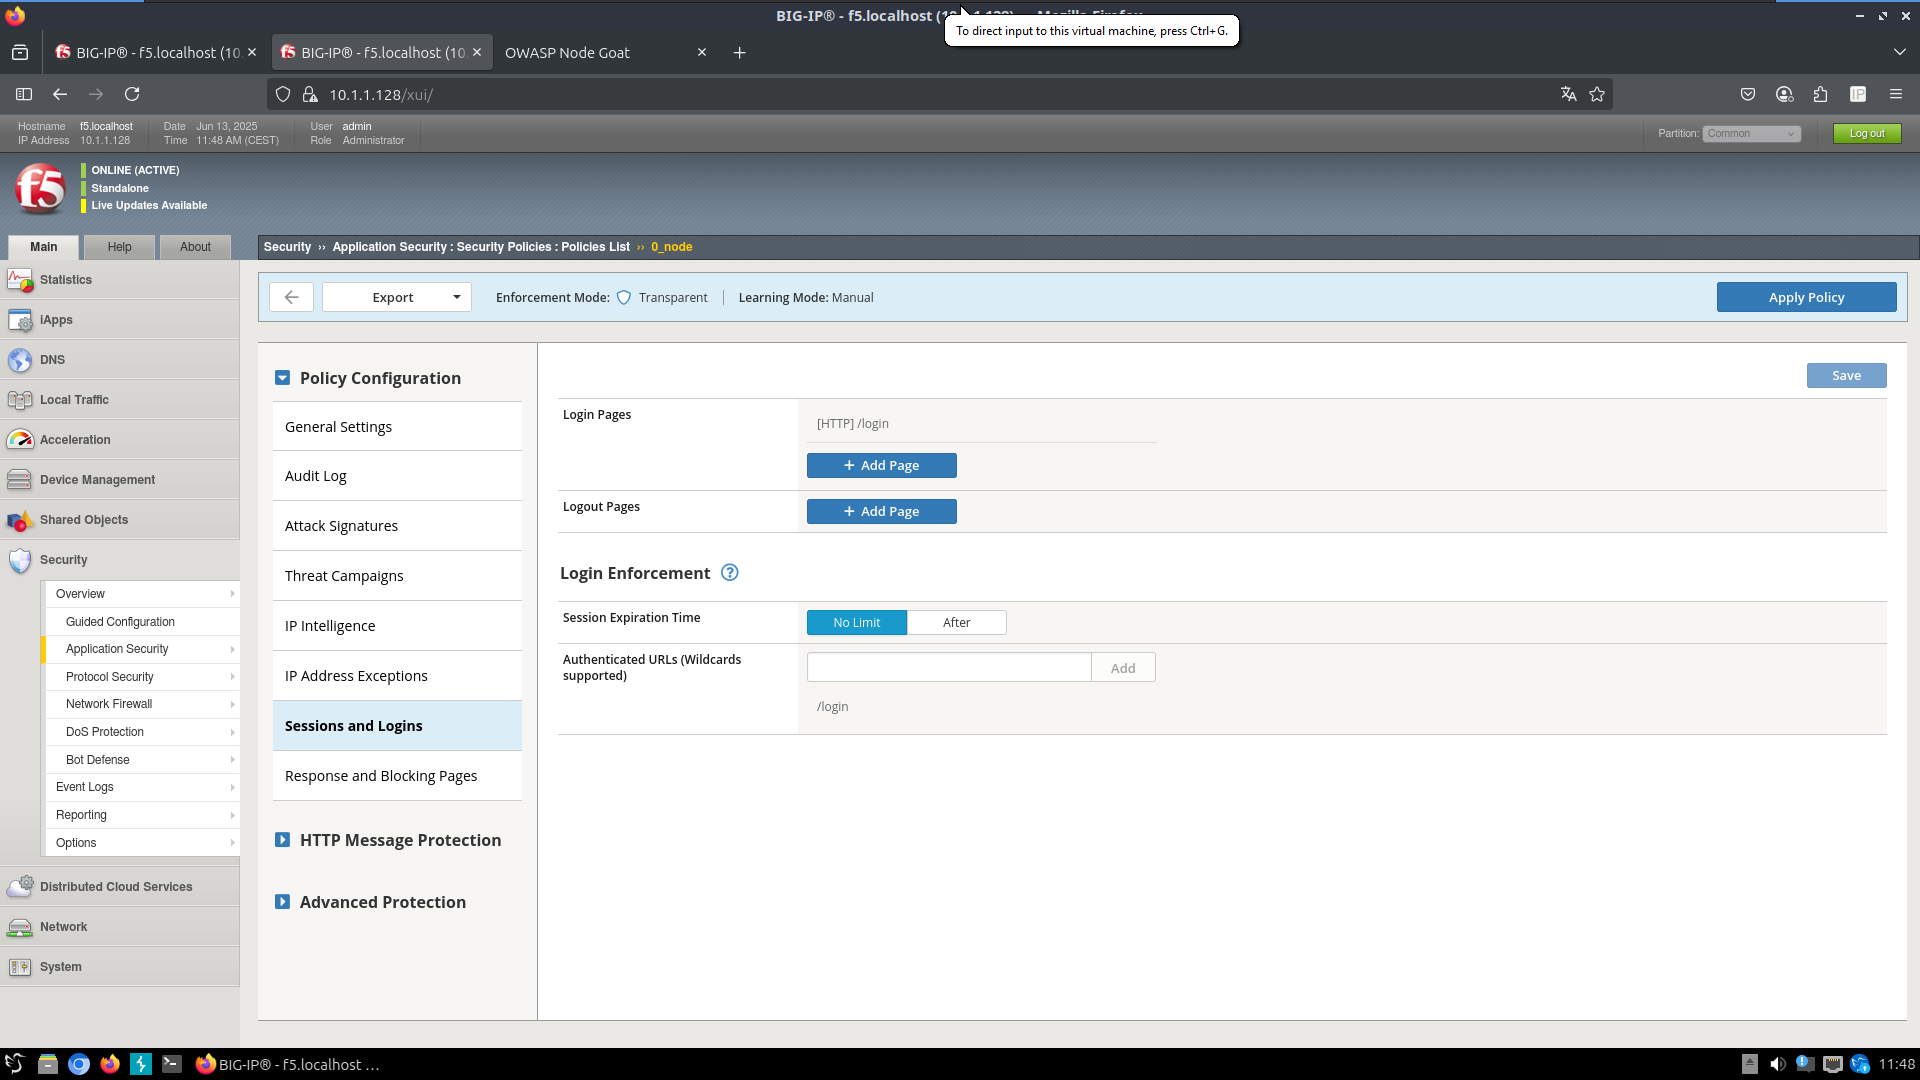 BIG-IP® - f5.localhost (10
To direct input to this virtual machine, press Ctrl+G.
BIG-IP® - f5.localhost (10.
BIG-IP® - f5.localhost (10.
OWASP Node Goat
10.1.1.128/xui/
IP
Hostname f5.localhost
Date Jun 13, 2025
User admin
IP Address 10.1.1.128
Time 11:48 AM (CEST)
Role Administrator
Partition: Common
Log out
f5
ONLINE (ACTIVE)
Standalone
Live Updates Available
Main
Help
About
Security ›› Application Security : Security Policies : Policies List ›› 0_node
Statistics
iApps
DNS
Local Traffic
Acceleration
Device Management
Shared Objects
Security
Overview
Guided Configuration
Application Security
Protocol Security
Network Firewall
DoS Protection
Bot Defense
Event Logs
Reporting
Options
Distributed Cloud Services
Network
System
Export
Enforcement Mode: Transparent
Learning Mode: Manual
Apply Policy
Policy Configuration
General Settings
Audit Log
Attack Signatures
Threat Campaigns
IP Intelligence
IP Address Exceptions
Sessions and Logins
Response and Blocking Pages
HTTP Message Protection
Advanced Protection
Save
Login Pages
[HTTP] /login
+ Add Page
Logout Pages
+ Add Page
Login Enforcement ?
Session Expiration Time
No Limit
After
Authenticated URLs (Wildcards
supported)
Add
/login
BIG-IP® - f5.localhost ...
11:48